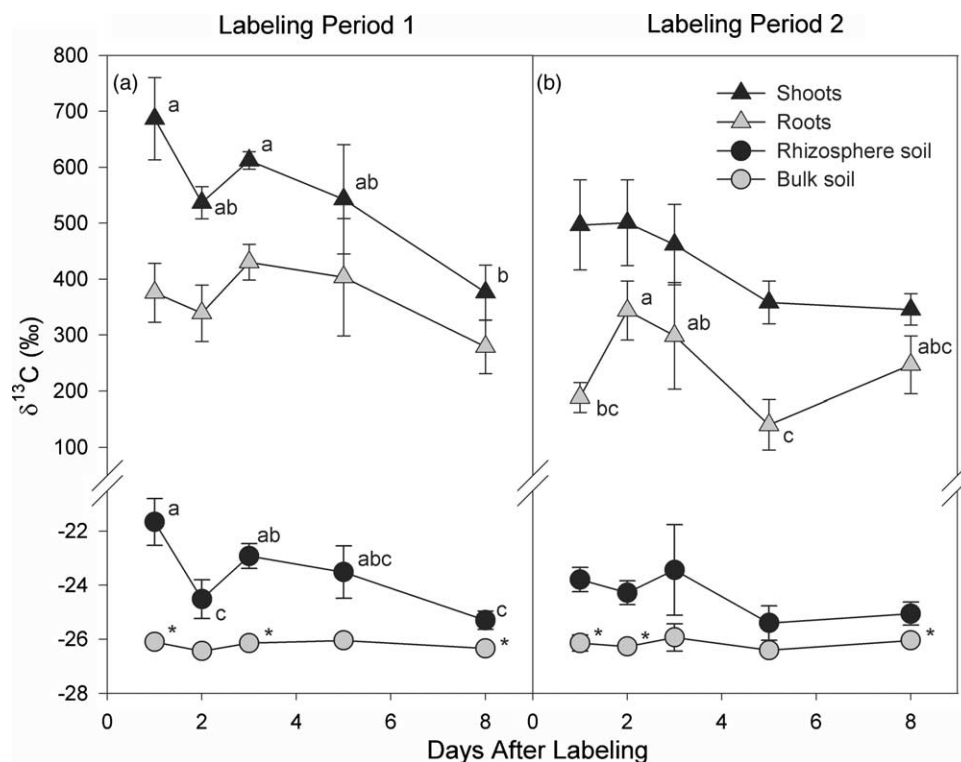 Labeling Period 1 Labeling Period 2
800
700
600
500
400
300
200
100
-22
-24
-26
-28
δ13C (‰)
(a)
a
ab
a
ab
b
a
c
ab
abc
c
*
*
*
0 2 4 6 8
(b)
Shoots
Roots
Rhizosphere soil
Bulk soil
bc
a
ab
c
abc
*
*
*
0 2 4 6 8
Days After Labeling